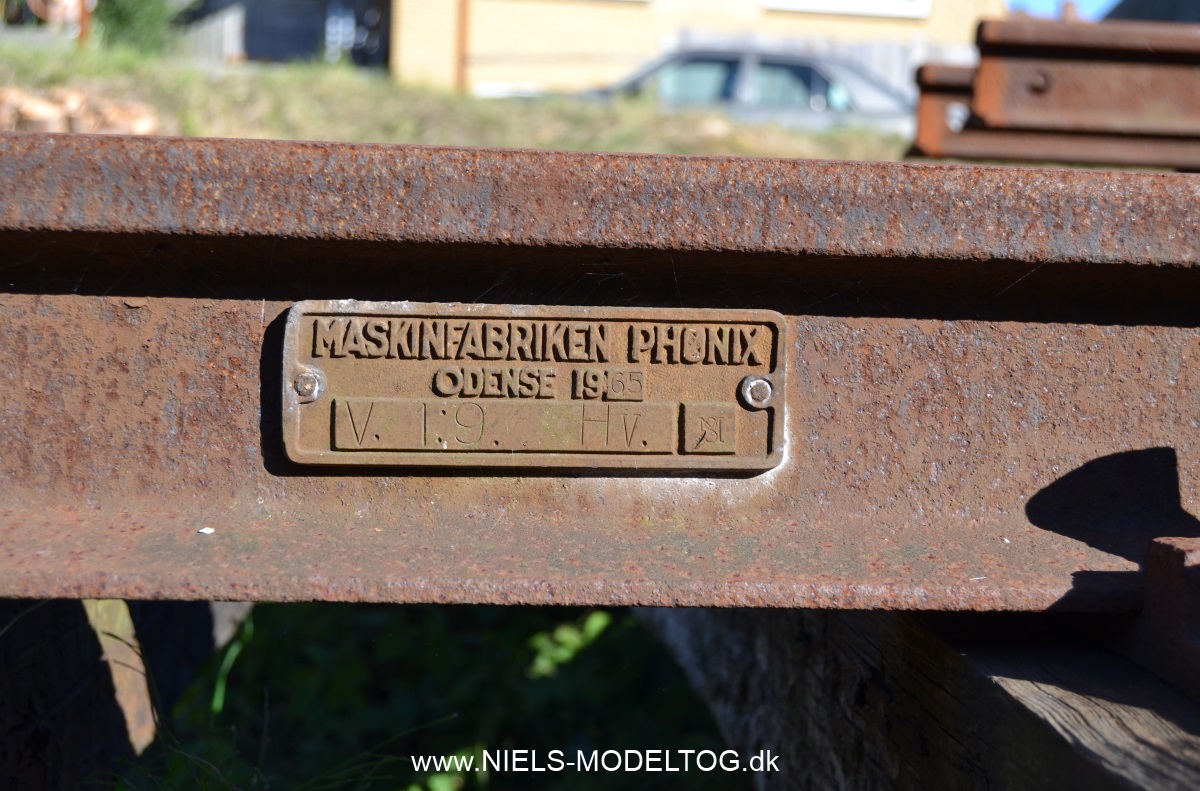 MASKINFABRIKEN PHØNIX
ODENSE 1965
V. 1:9. Hv.
www.NIELS-MODELTOG.dk